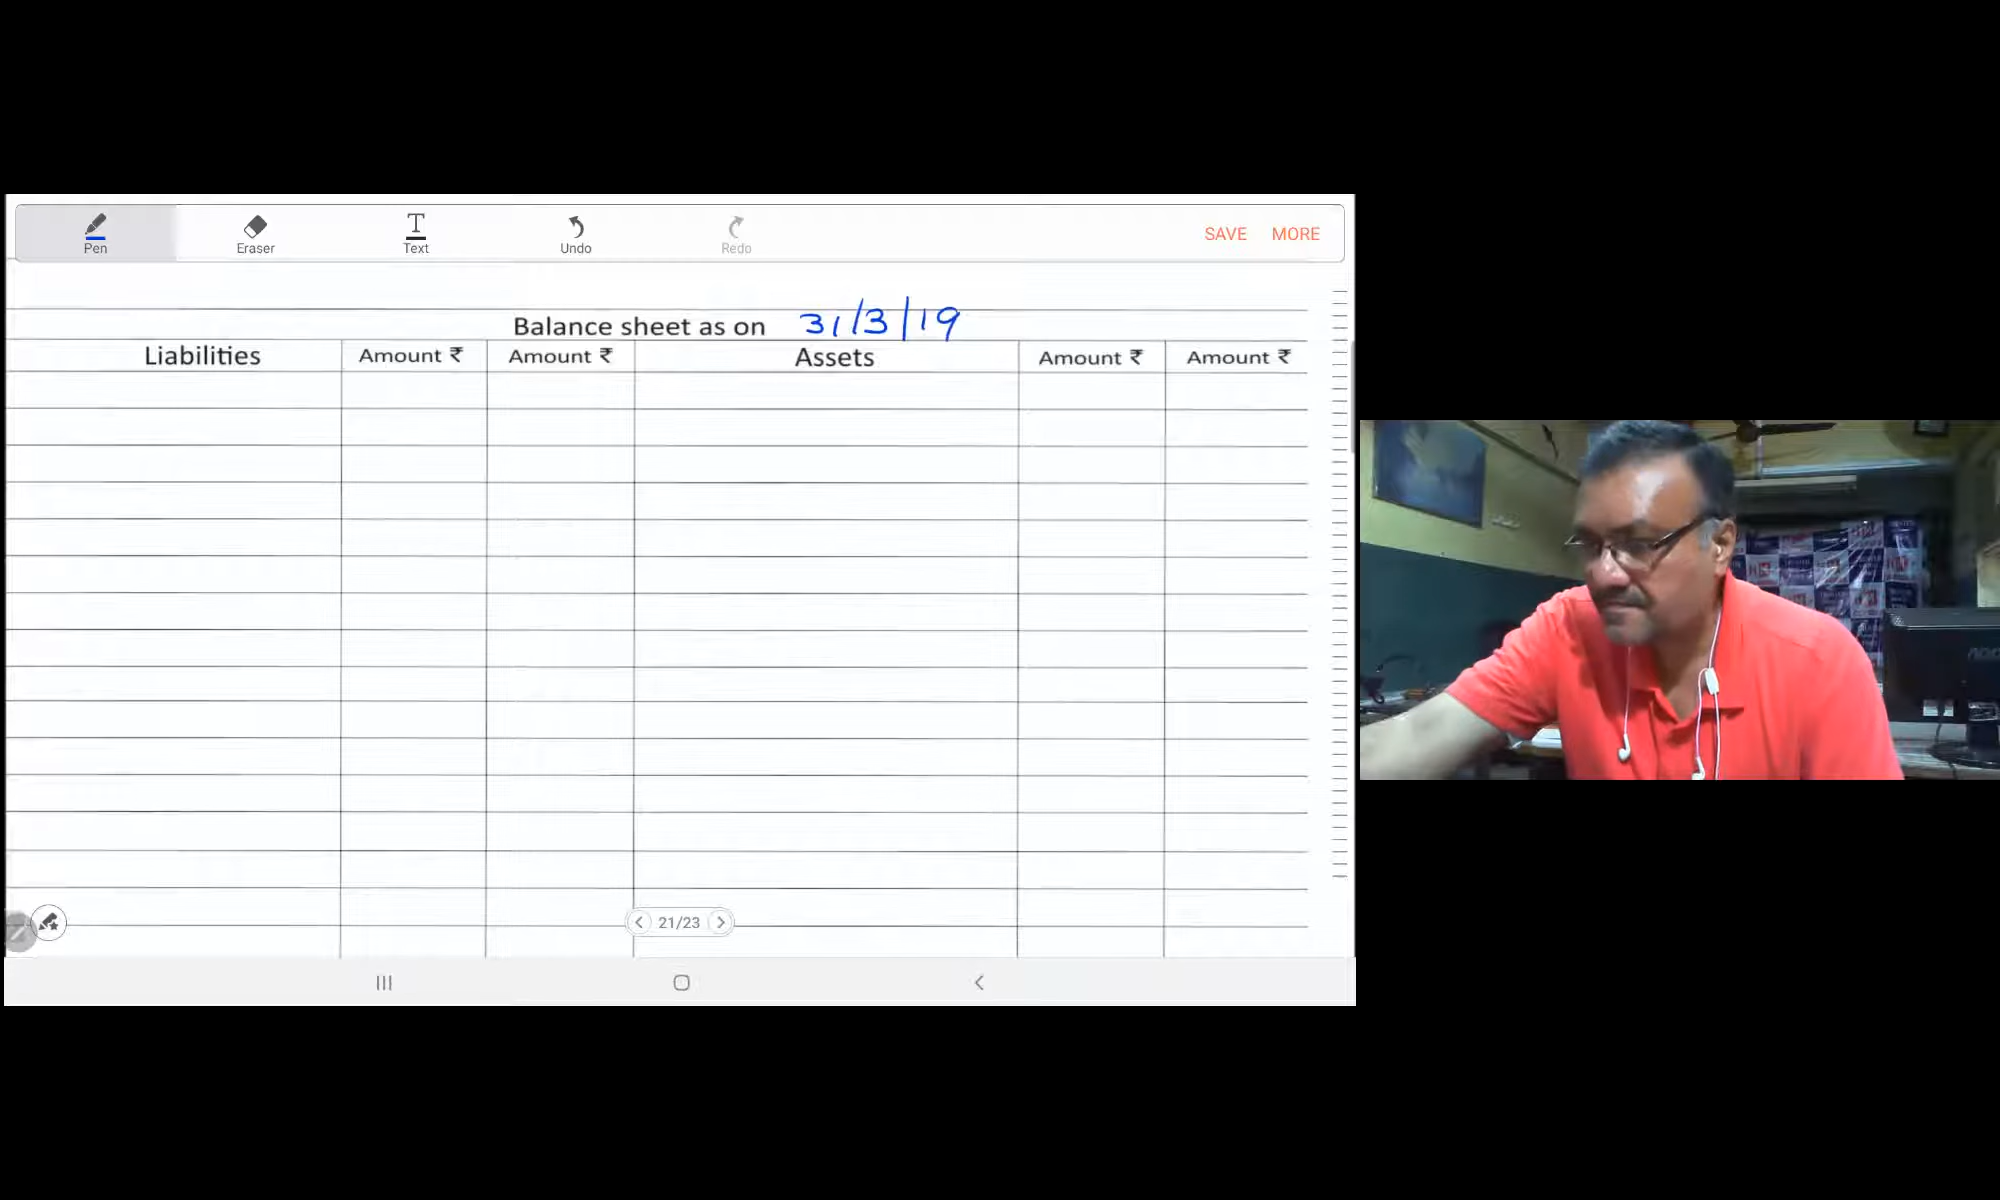 Pen Eraser Text Undo Redo SAVE MORE
Balance sheet as on 31/3/19
Liabilities Amount ₹ Amount ₹ Assets Amount ₹ Amount ₹
21/23